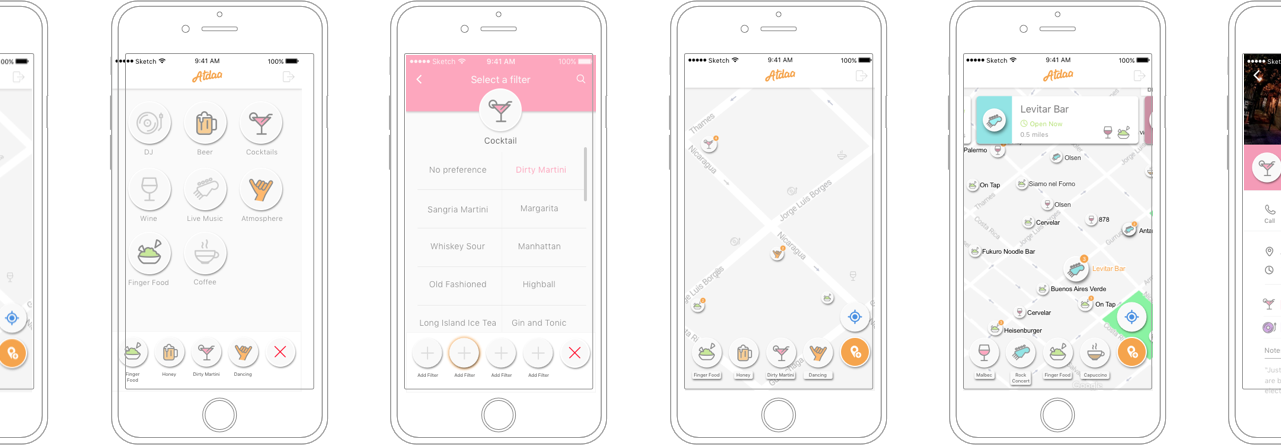 00%
Sketch 9:41 AM 100%
Atdaa
DJ Beer Cocktails
Wine Live Music Atmosphere
Finger Food Coffee
Finger Food Honey Dirty Martini Dancing
Sketch 9:41 AM 100%
Select a filter
Cocktail
No preference Dirty Martini
Sangria Martini Margarita
Whiskey Sour Manhattan
Old Fashioned Highball
Long Island Ice Tea Gin and Tonic
Add Filter Add Filter Add Filter Add Filter
Sketch 9:41 AM 100%
Atdaa
Thames
Nicaragua
Jorge Luis Borges
Nicaragua
e Luis Borges
Finger Food Honey Dirty Martini Dancing
Sketch 9:41 AM 100%
Atdaa
Levitar Bar
Open Now
0.5 miles
Palermo
Olsen
On Tap
Siamo nel Forno
Thames
Olsen
Costa Rica
Cervelar
878
Anta
Fukuro Noodle Bar
Levitar Bar
Buenos Aires Verde
On Tap
Cervelar
Heisenburger
Malbec Rock Concert Finger Food Capuccino
Sket
Call
Note
"Just
are b
elect